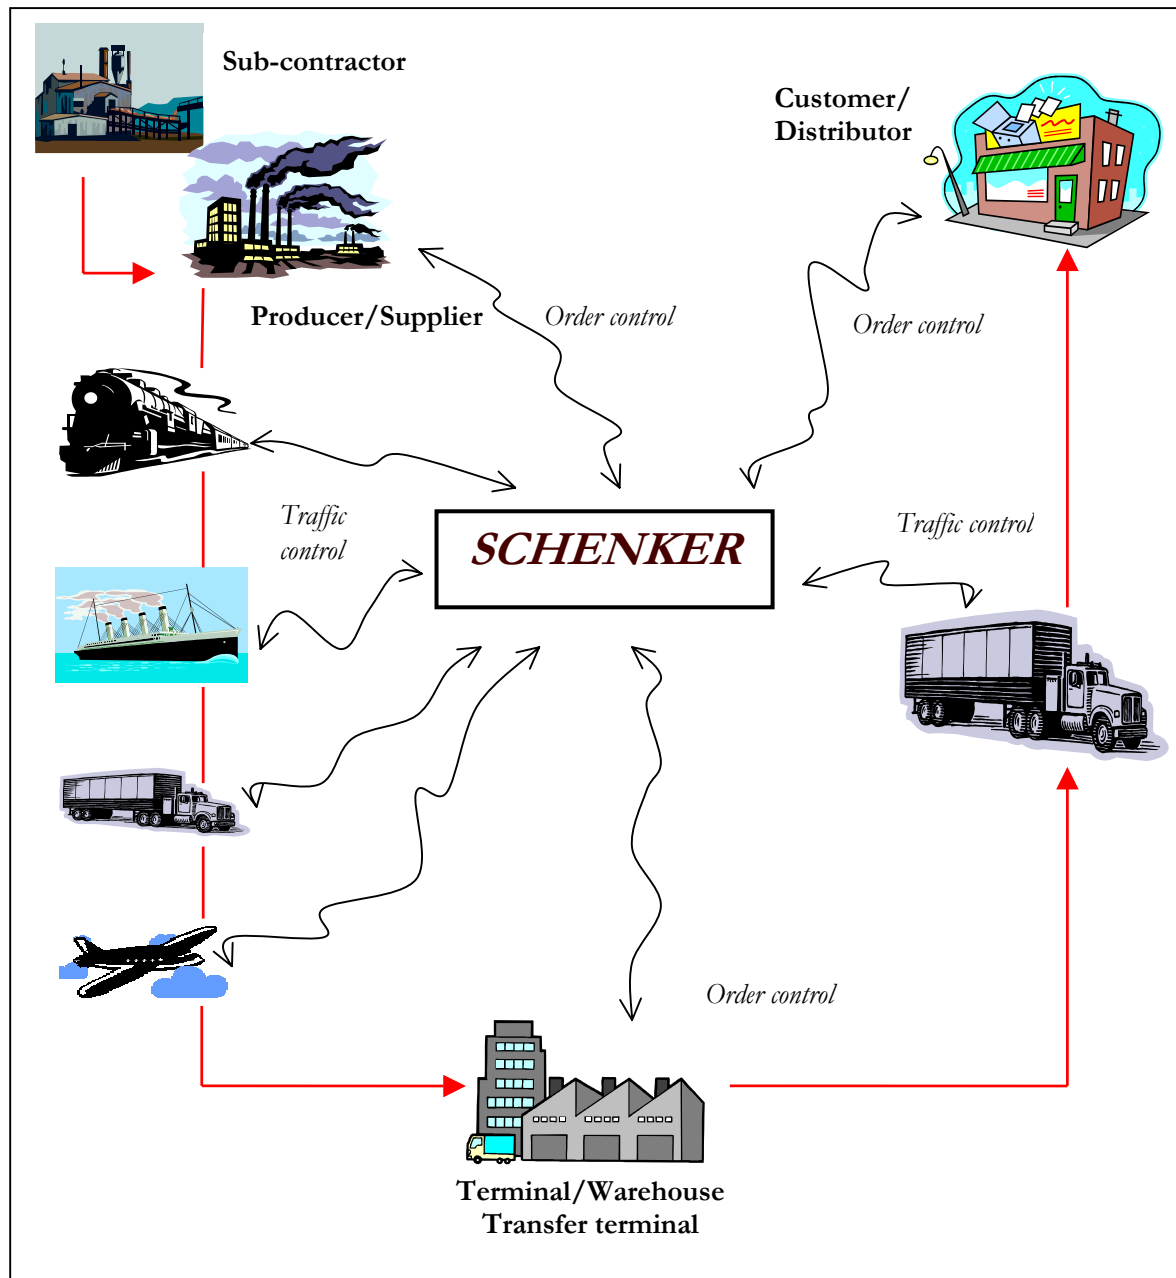 Sub-contractor
Customer/
Distributor
Producer/Supplier
Order control
Order control
Traffic
control
SCHENKER
Traffic control
Order control
Terminal/Warehouse
Transfer terminal